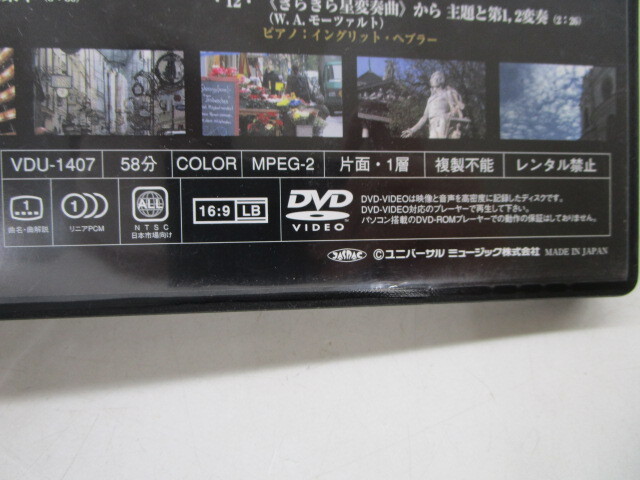 ・12・ 《きらきら星変奏曲》から 主題と第1, 2変奏 (2:26)
(W. A. モーツァルト)
ピアノ：イングリット・ヘブラー
VDU-1407 58分 COLOR MPEG-2 片面・1層 複製不能 レンタル禁止
1
曲名・曲解説
1
リニアPCM
ALL
NTSC
日本市場向け
16:9 LB
DVD
VIDEO
DVD-VIDEOは映像と音声を高密度に記録したディスクです。
DVD-VIDEO対応のプレーヤーで再生して下さい。
パソコン搭載のDVD-ROMプレーヤーでの動作の保証はしておりません。
JASRAC
©ユニバーサル ミュージック株式会社 MADE IN JAPAN